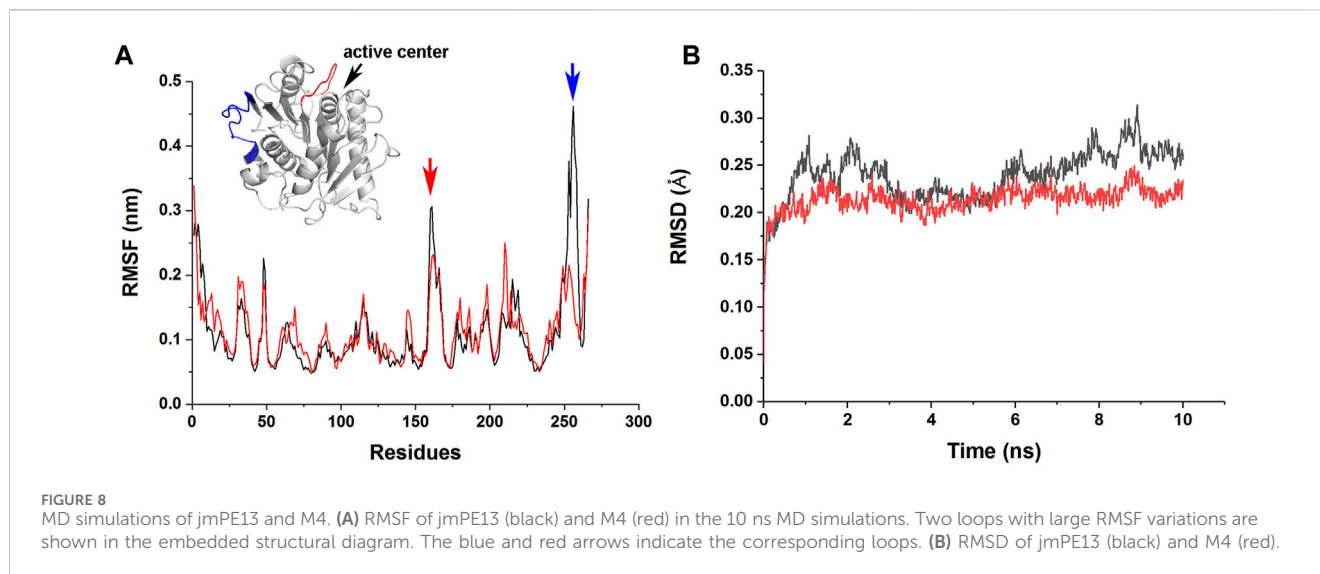 A
active center
0.5
0.4
0.3
0.2
0.1
0.0
RMSF (nm)
0
50
100
150
200
250
300
Residues
B
0.35
0.30
0.25
0.20
0.15
0.10
0.05
0.00
RMSD (Å)
0
2
4
6
8
10
Time (ns)
FIGURE 8
MD simulations of jmPE13 and M4. (A) RMSF of jmPE13 (black) and M4 (red) in the 10 ns MD simulations. Two loops with large RMSF variations are
shown in the embedded structural diagram. The blue and red arrows indicate the corresponding loops. (B) RMSD of jmPE13 (black) and M4 (red).